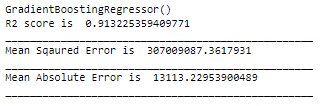 GradientBoostingRegressor()
R2 score is  0.913225359409771
Mean Sqaured Error is  307009087.3617931
Mean Absolute Error is  13113.22953900489